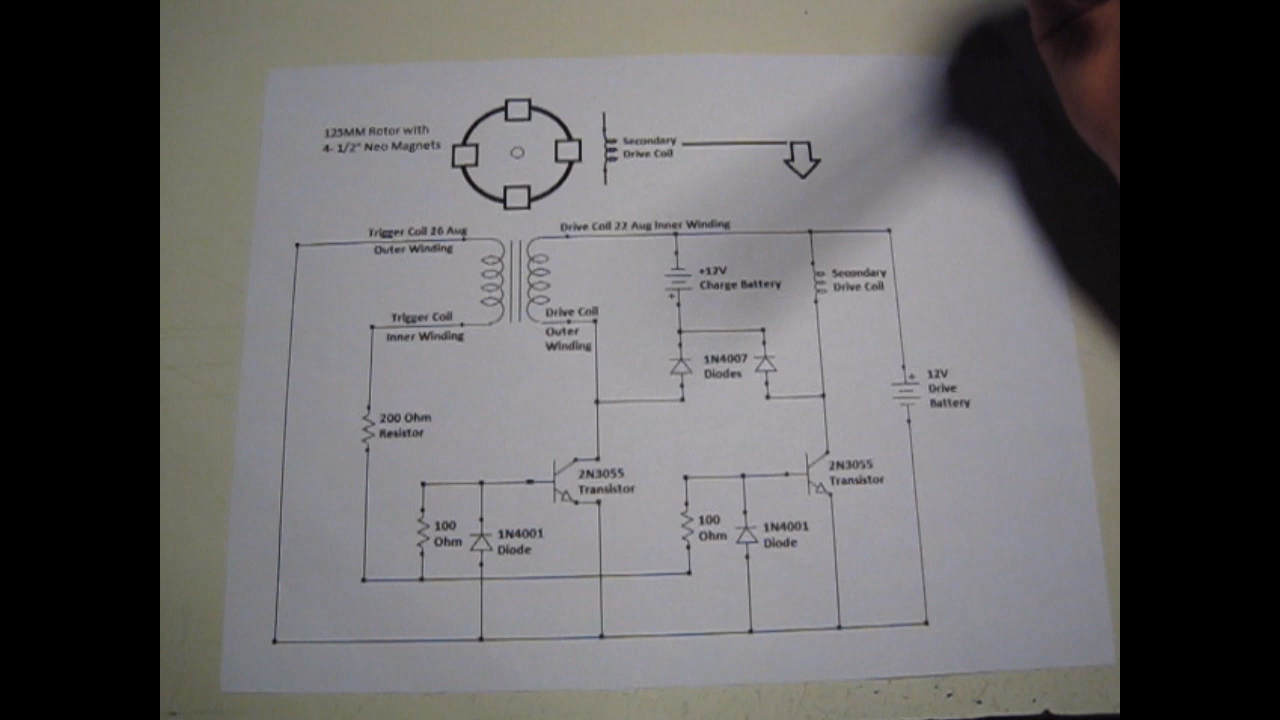 125MM Rotor with
4- 1/2" Neo Magnets
Secondary
Drive Coil
Trigger Coil 26 Awg
Outer Winding
Drive Coil 22 Awg Inner Winding
+12V
Charge Battery
+
Secondary
Drive Coil
Trigger Coil
Inner Winding
Drive Coil
Outer
Winding
1N4007
Diodes
+
12V
Drive
Battery
200 Ohm
Resistor
2N3055
Transistor
2N3055
Transistor
100
Ohm
1N4001
Diode
100
Ohm
1N4001
Diode